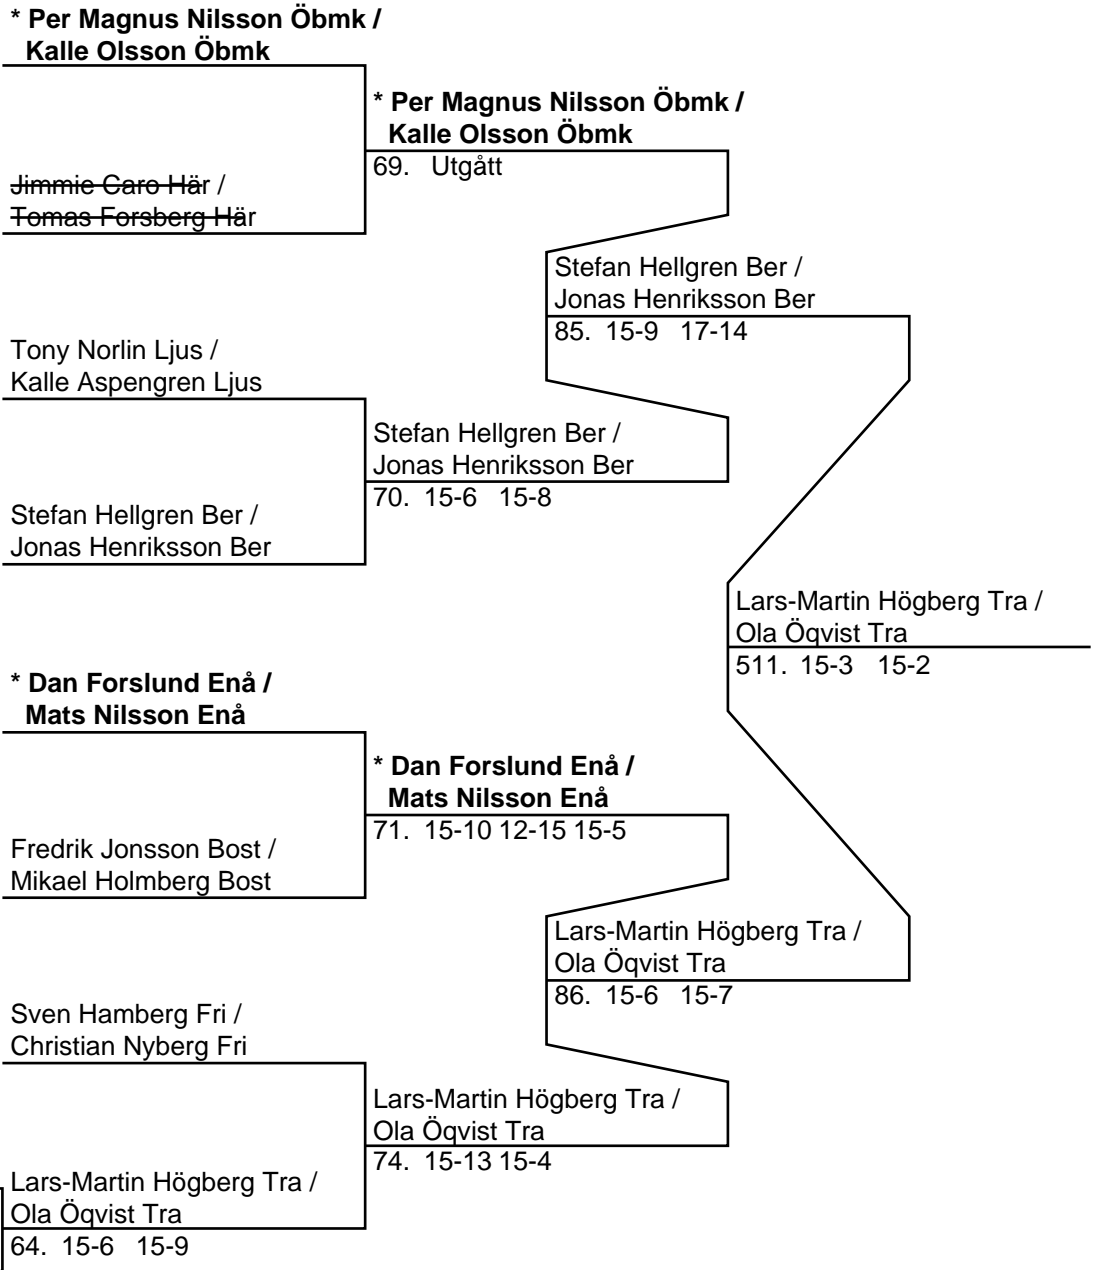 * Per Magnus Nilsson Öbmk /
Kalle Olsson Öbmk
* Per Magnus Nilsson Öbmk /
Kalle Olsson Öbmk
69. Utgått
Jimmie Caro Här /
Tomas Forsberg Här
Stefan Hellgren Ber /
Jonas Henriksson Ber
85. 15-9 17-14
Tony Norlin Ljus /
Kalle Aspengren Ljus
Stefan Hellgren Ber /
Jonas Henriksson Ber
70. 15-6 15-8
Stefan Hellgren Ber /
Jonas Henriksson Ber
Lars-Martin Högberg Tra /
Ola Öqvist Tra
511. 15-3 15-2
* Dan Forslund Enå /
Mats Nilsson Enå
* Dan Forslund Enå /
Mats Nilsson Enå
71. 15-10 12-15 15-5
Fredrik Jonsson Bost /
Mikael Holmberg Bost
Lars-Martin Högberg Tra /
Ola Öqvist Tra
86. 15-6 15-7
Sven Hamberg Fri /
Christian Nyberg Fri
Lars-Martin Högberg Tra /
Ola Öqvist Tra
74. 15-13 15-4
Lars-Martin Högberg Tra /
Ola Öqvist Tra
64. 15-6 15-9